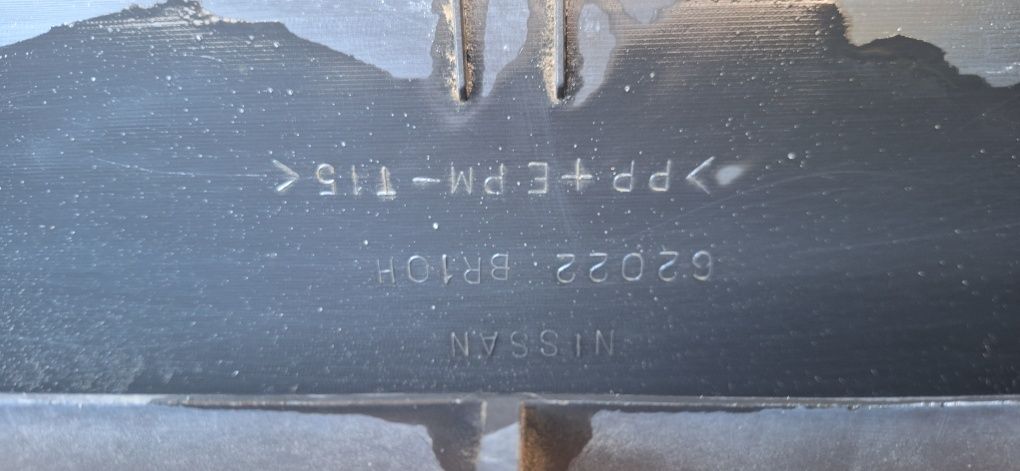 NISSAN
62022 BR10H
>PP+EPM-T15<